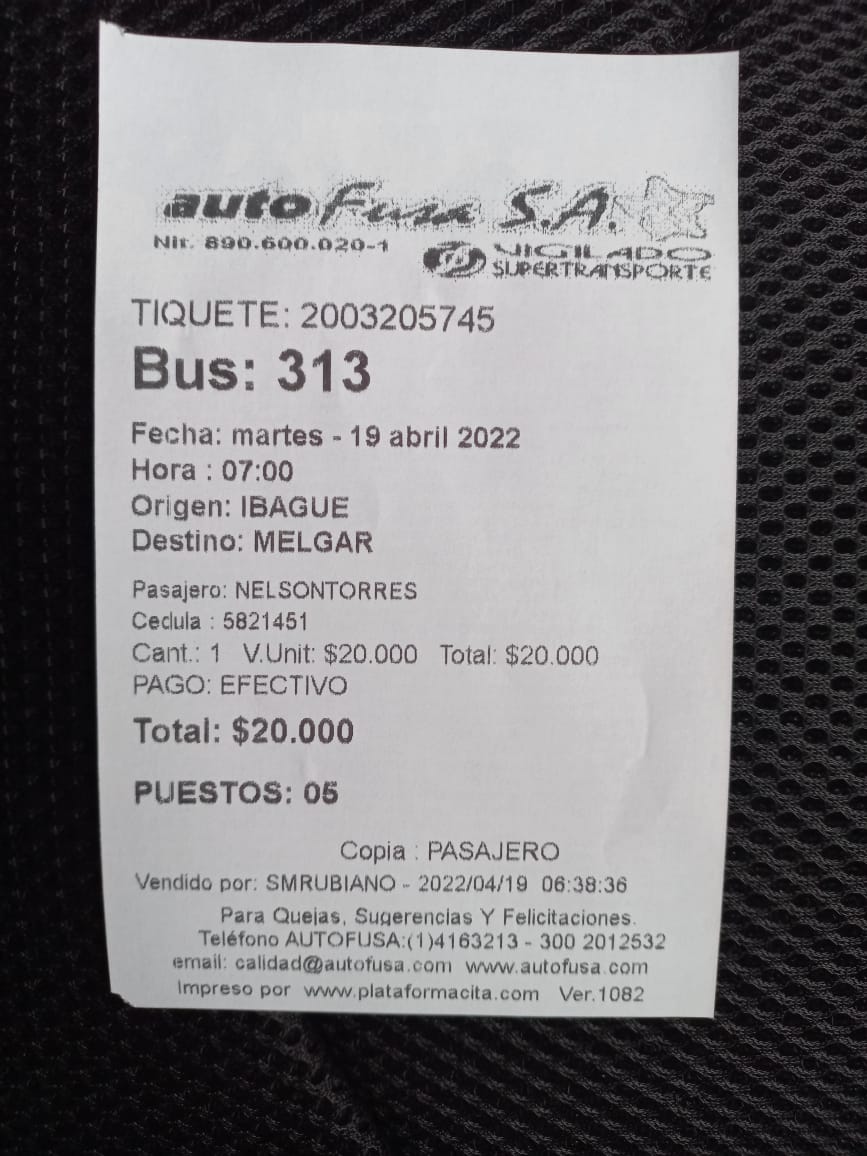 autoFusa S.A.
Nit. 890.600.020-1
VIGILADO
SUPERTRANSPORTE
TIQUETE: 2003205745
Bus: 313
Fecha: martes - 19 abril 2022
Hora : 07:00
Origen: IBAGUE
Destino: MELGAR
Pasajero: NELSONTORRES
Cedula : 5821451
Cant.: 1 V.Unit: $20.000 Total: $20.000
PAGO: EFECTIVO
Total: $20.000
PUESTOS: 05
Copia : PASAJERO
Vendido por: SMRUBIANO - 2022/04/19 06:38:36
Para Quejas, Sugerencias Y Felicitaciones.
Teléfono AUTOFUSA:(1)4163213 - 300 2012532
email: calidad@autofusa.com www.autofusa.com
Impreso por www.plataformacita.com Ver.1082